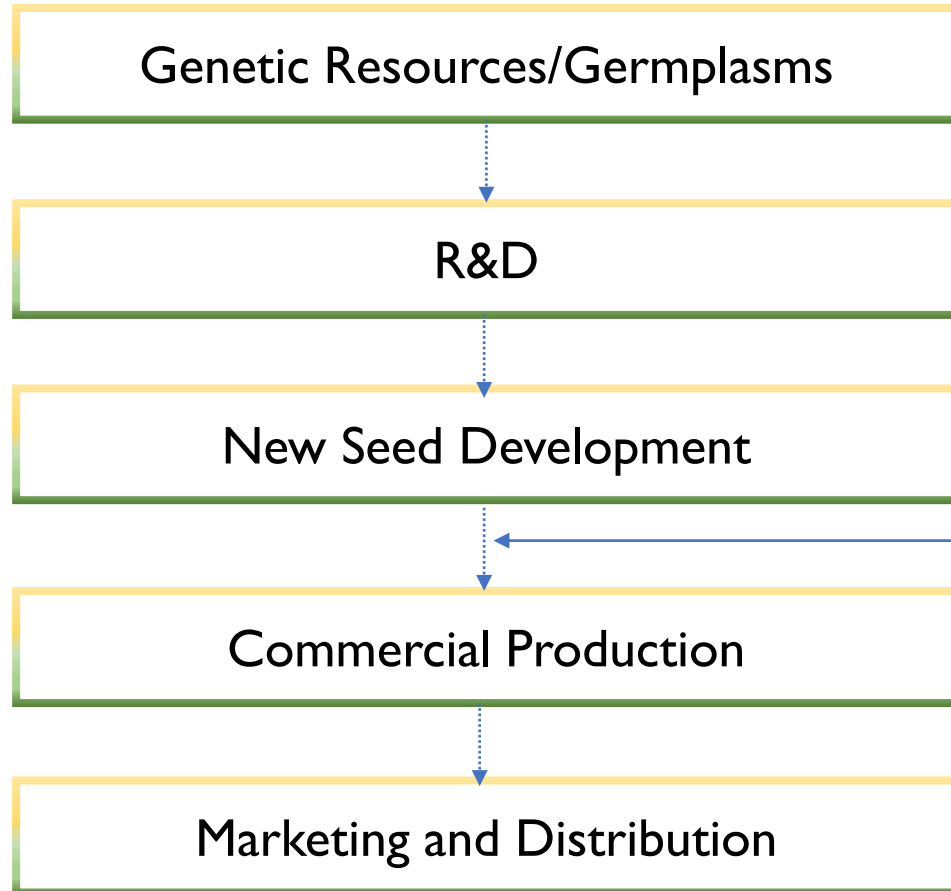 Genetic Resources/Germplasms
R&D
New Seed Development
Commercial Production
Marketing and Distribution